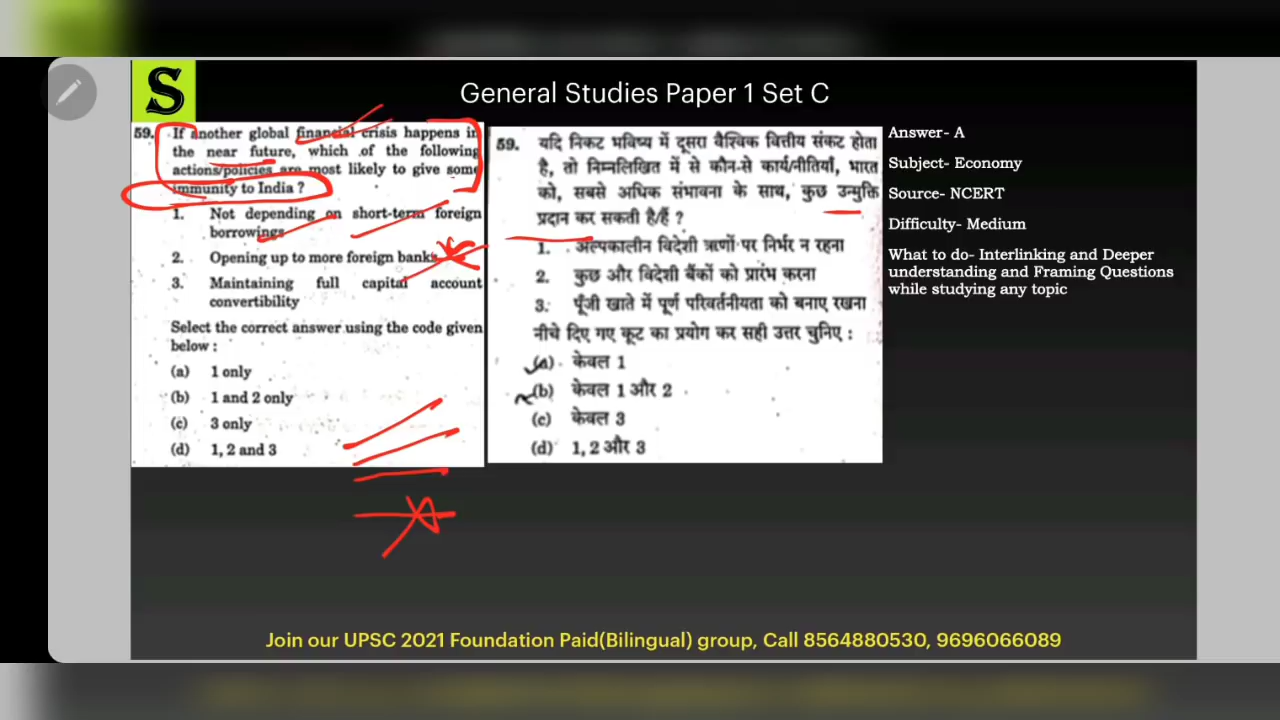 S
General Studies Paper 1 Set C
59. If another global financial crisis happens in
the near future, which of the following
actions/policies are most likely to give some
immunity to India ?
1. Not depending on short-term foreign
borrowings
2. Opening up to more foreign banks
3. Maintaining full capital account
convertibility
Select the correct answer using the code given
below :
(a) 1 only
(b) 1 and 2 only
(c) 3 only
(d) 1, 2 and 3
59. यदि निकट भविष्य में दूसरा वैश्विक वित्तीय संकट होता
है, तो निम्नलिखित में से कौन-से कार्य/नीतियाँ, भारत
को, सबसे अधिक संभावना के साथ, कुछ उन्मुक्ति
प्रदान कर सकती है/हैं ?
1. अल्पकालीन विदेशी ऋणों पर निर्भर न रहना
2. कुछ और विदेशी बैंकों को प्रारंभ करना
3. पूँजी खाते में पूर्ण परिवर्तनीयता को बनाए रखना
नीचे दिए गए कूट का प्रयोग कर सही उत्तर चुनिए :
(a) केवल 1
(b) केवल 1 और 2
(c) केवल 3
(d) 1, 2 और 3
Answer- A
Subject- Economy
Source- NCERT
Difficulty- Medium
What to do- Interlinking and Deeper
understanding and Framing Questions
while studying any topic
Join our UPSC 2021 Foundation Paid(Bilingual) group, Call 8564880530, 9696066089